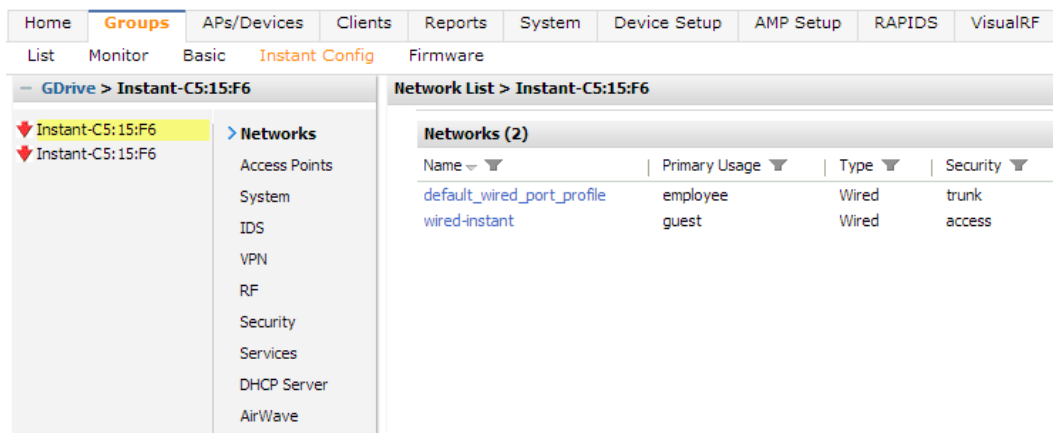 Home Groups APs/Devices Clients Reports System Device Setup AMP Setup RAPIDS VisualRF
List Monitor Basic Instant Config Firmware
GDrive > Instant-C5:15:F6
Instant-C5:15:F6
Instant-C5:15:F6
Networks
Access Points
System
IDS
VPN
RF
Security
Services
DHCP Server
AirWave
Network List > Instant-C5:15:F6
Networks (2)
Name Primary Usage Type Security
default_wired_port_profile employee Wired trunk
wired-instant guest Wired access